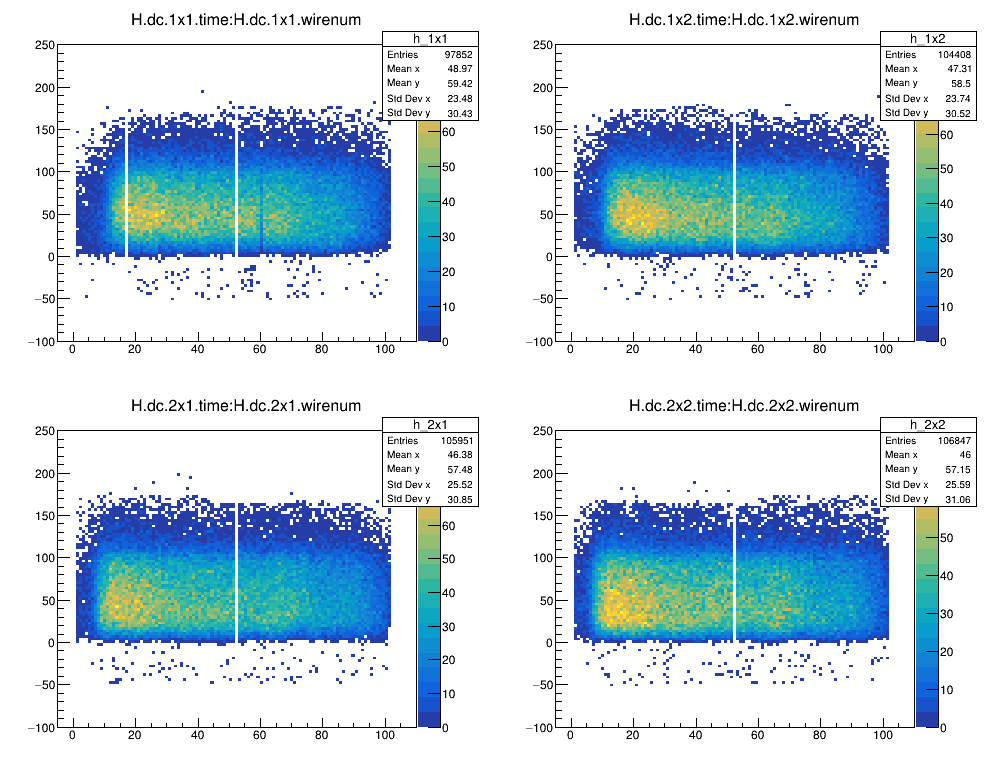 H.dc.1x1.time:H.dc.1x1.wirenum
h_1x1
Entries 97852
Mean x 48.97
Mean y 59.42
Std Dev x 23.48
Std Dev y 30.43
250
200
150
100
50
0
−50
−100
0 20 40 60 80 100
60
50
40
30
20
10
0
H.dc.1x2.time:H.dc.1x2.wirenum
h_1x2
Entries 104408
Mean x 47.31
Mean y 58.5
Std Dev x 23.74
Std Dev y 30.52
250
200
150
100
50
0
−50
−100
0 20 40 60 80 100
60
50
40
30
20
10
0
H.dc.2x1.time:H.dc.2x1.wirenum
h_2x1
Entries 105951
Mean x 46.38
Mean y 57.48
Std Dev x 25.52
Std Dev y 30.85
250
200
150
100
50
0
−50
−100
0 20 40 60 80 100
60
50
40
30
20
10
0
H.dc.2x2.time:H.dc.2x2.wirenum
h_2x2
Entries 106847
Mean x 46
Mean y 57.15
Std Dev x 25.59
Std Dev y 31.06
250
200
150
100
50
0
−50
−100
0 20 40 60 80 100
50
40
30
20
10
0